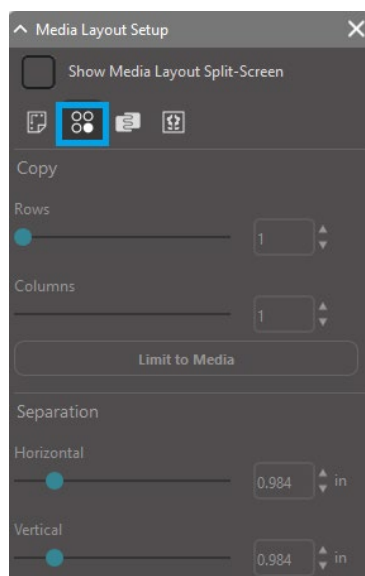 Media Layout Setup
Show Media Layout Split-Screen
Copy
Rows
1
Columns
1
Limit to Media
Separation
Horizontal
0.984 in
Vertical
0.984 in